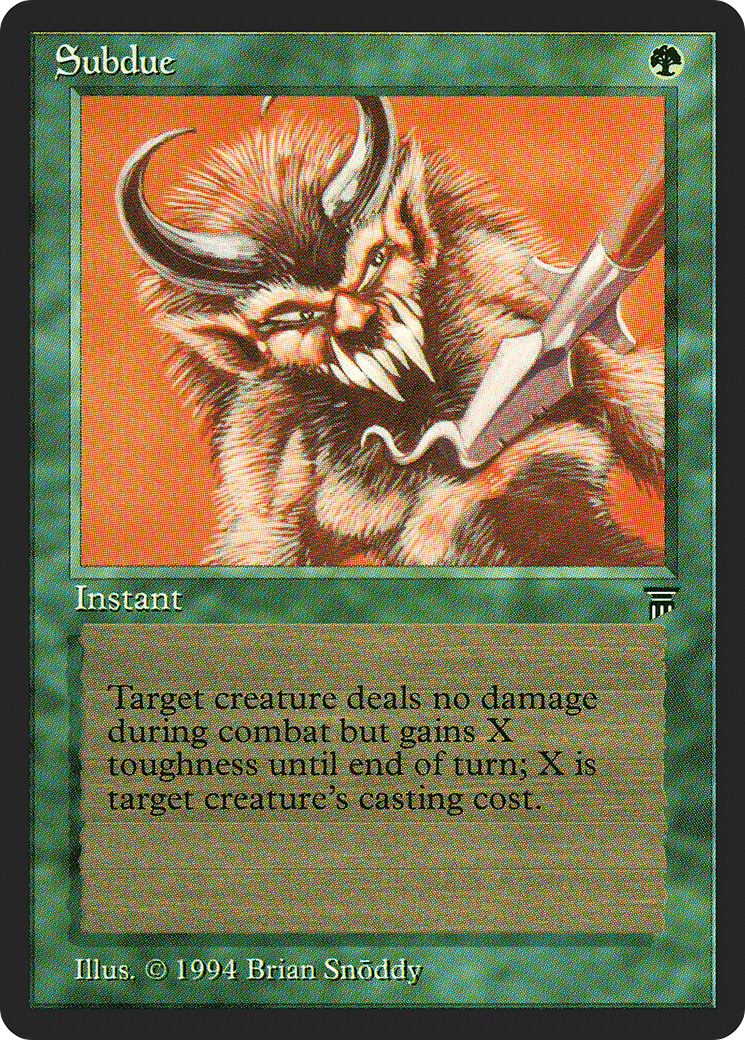 Subdue
Instant
Target creature deals no damage
during combat but gains X
toughness until end of turn; X is
target creature's casting cost.
Illus. © 1994 Brian Snōddy